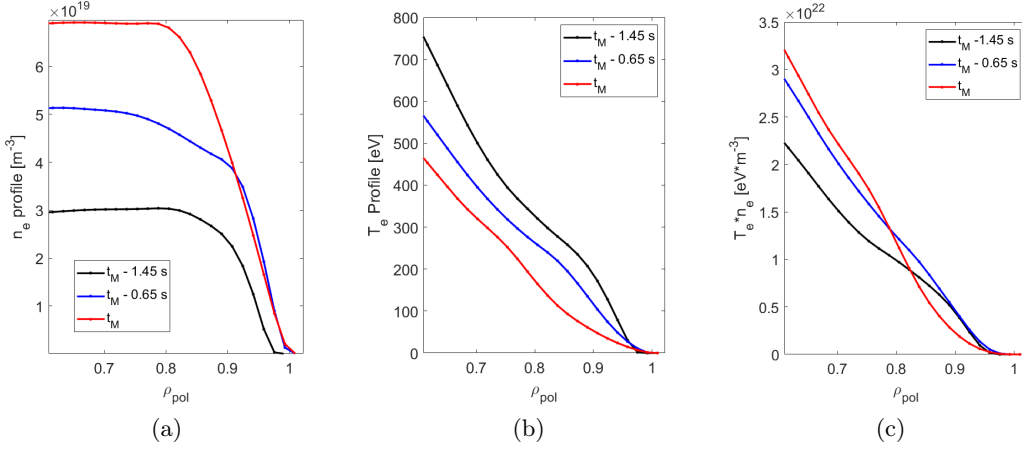 ×10^19
n_e profile [m^-3]
6
5
4
3
2
1
0.7
0.8
0.9
1
ρ_pol
t_M - 1.45 s
t_M - 0.65 s
t_M
(a)
T_e Profile [eV]
800
700
600
500
400
300
200
100
0
0.7
0.8
0.9
1
ρ_pol
t_M - 1.45 s
t_M - 0.65 s
t_M
(b)
×10^22
T_e*n_e [eV*m^-3]
3.5
3
2.5
2
1.5
1
0.5
0
0.7
0.8
0.9
1
ρ_pol
t_M -1.45 s
t_M - 0.65 s
t_M
(c)